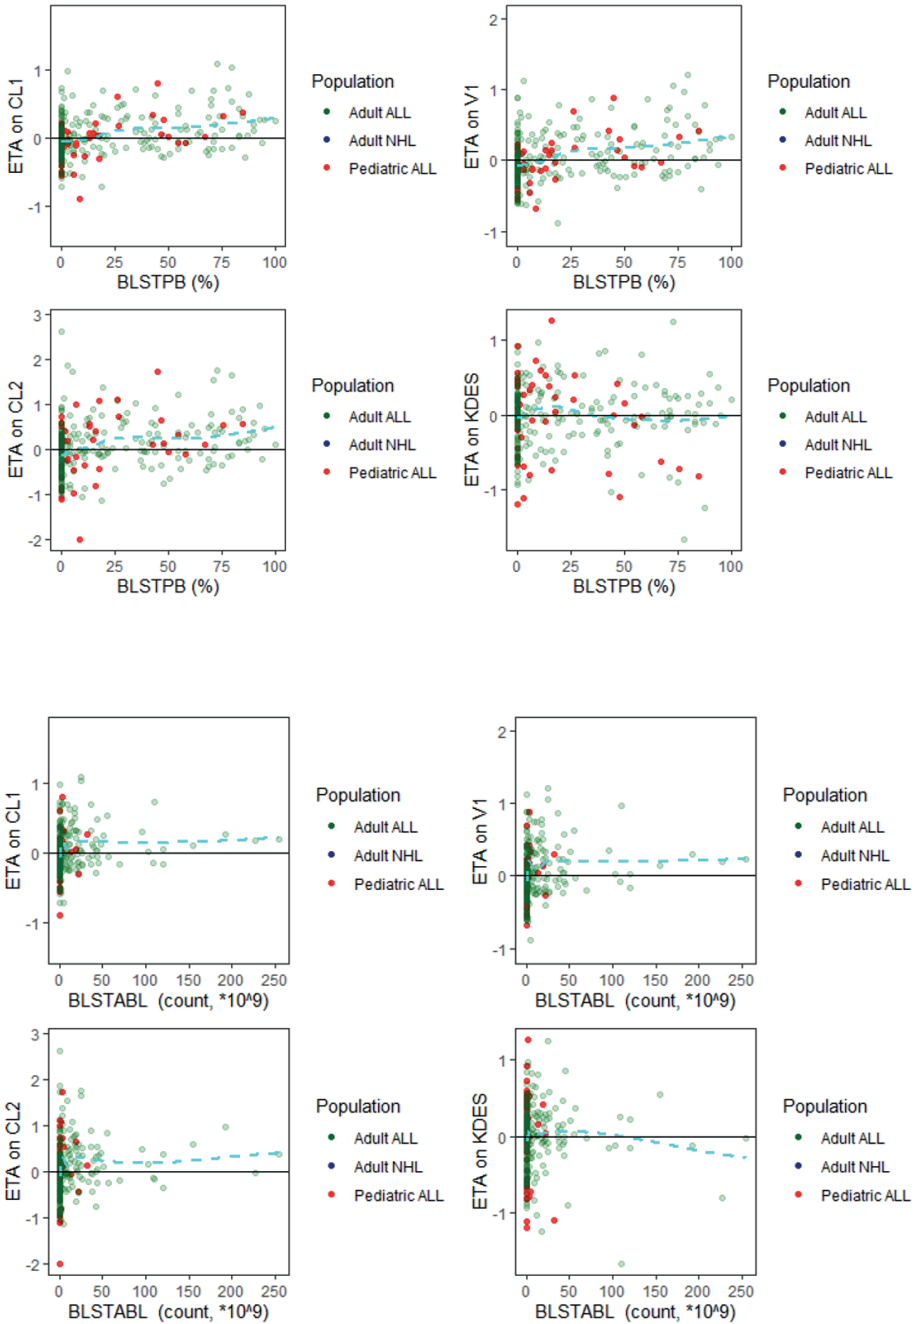 ETA on CL1
1
0
-1
0 25 50 75 100
BLSTPB (%)
Population
Adult ALL
Adult NHL
Pediatric ALL
ETA on V1
2
1
0
-1
0 25 50 75 100
BLSTPB (%)
Population
Adult ALL
Adult NHL
Pediatric ALL
ETA on CL2
3
2
1
0
-1
-2
0 25 50 75 100
BLSTPB (%)
Population
Adult ALL
Adult NHL
Pediatric ALL
ETA on KDES
1
0
-1
0 25 50 75 100
BLSTPB (%)
Population
Adult ALL
Adult NHL
Pediatric ALL
ETA on CL1
1
0
-1
0 50 100 150 200 250
BLSTABL (count, *10^9)
Population
Adult ALL
Adult NHL
Pediatric ALL
ETA on V1
2
1
0
-1
0 50 100 150 200 250
BLSTABL (count, *10^9)
Population
Adult ALL
Adult NHL
Pediatric ALL
ETA on CL2
3
2
1
0
-1
-2
0 50 100 150 200 250
BLSTABL (count, *10^9)
Population
Adult ALL
Adult NHL
Pediatric ALL
ETA on KDES
1
0
-1
0 50 100 150 200 250
BLSTABL (count, *10^9)
Population
Adult ALL
Adult NHL
Pediatric ALL